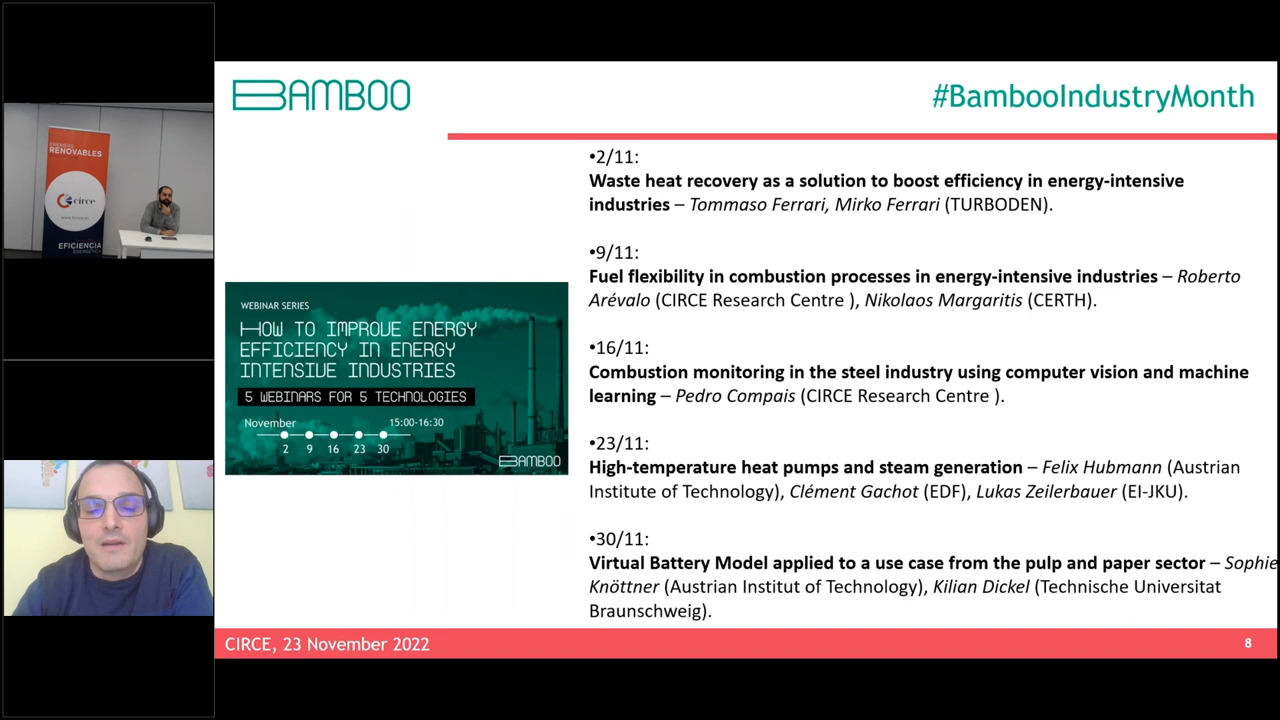 ENERGÍAS
RENOVABLES
circe
EFICIENCIA
ENERGÉTICA
BAMBOO
#BambooIndustryMonth
•2/11:
Waste heat recovery as a solution to boost efficiency in energy-intensive
industries – Tommaso Ferrari, Mirko Ferrari (TURBODEN).
•9/11:
Fuel flexibility in combustion processes in energy-intensive industries – Roberto
Arévalo (CIRCE Research Centre ), Nikolaos Margaritis (CERTH).
•16/11:
Combustion monitoring in the steel industry using computer vision and machine
learning – Pedro Compais (CIRCE Research Centre ).
•23/11:
High-temperature heat pumps and steam generation – Felix Hubmann (Austrian
Institute of Technology), Clément Gachot (EDF), Lukas Zeilerbauer (EI-JKU).
•30/11:
Virtual Battery Model applied to a use case from the pulp and paper sector – Sophie
Knöttner (Austrian Institut of Technology), Kilian Dickel (Technische Universitat
Braunschweig).
WEBINAR SERIES
HOW TO IMPROVE ENERGY
EFFICIENCY IN ENERGY
INTENSIVE INDUSTRIES
5 WEBINARS FOR 5 TECHNOLOGIES
November 15:00-16:30
2 9 16 23 30
BAMBOO
CIRCE, 23 November 2022
8